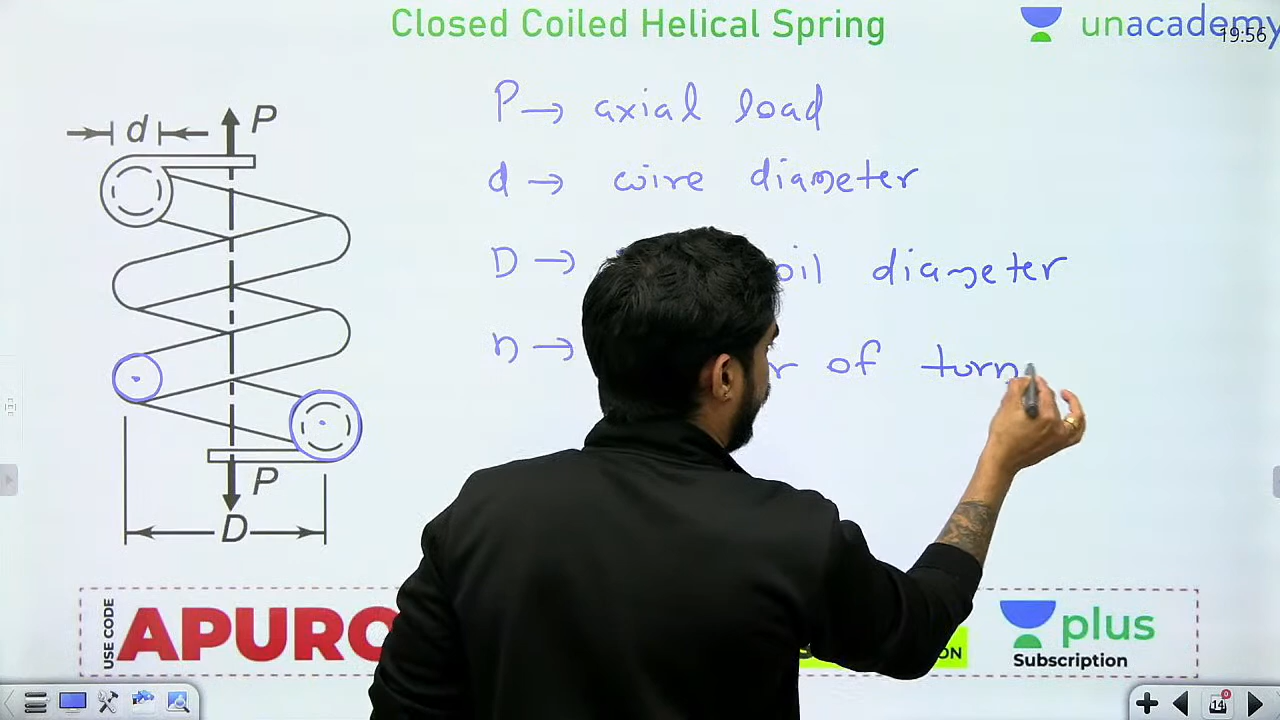 Closed Coiled Helical Spring
unacademy
19:56
P → axial load
d → wire diameter
D → oil diameter
n → r of turn
d
P
P
D
USE CODE
APURO
ON
plus
Subscription
14